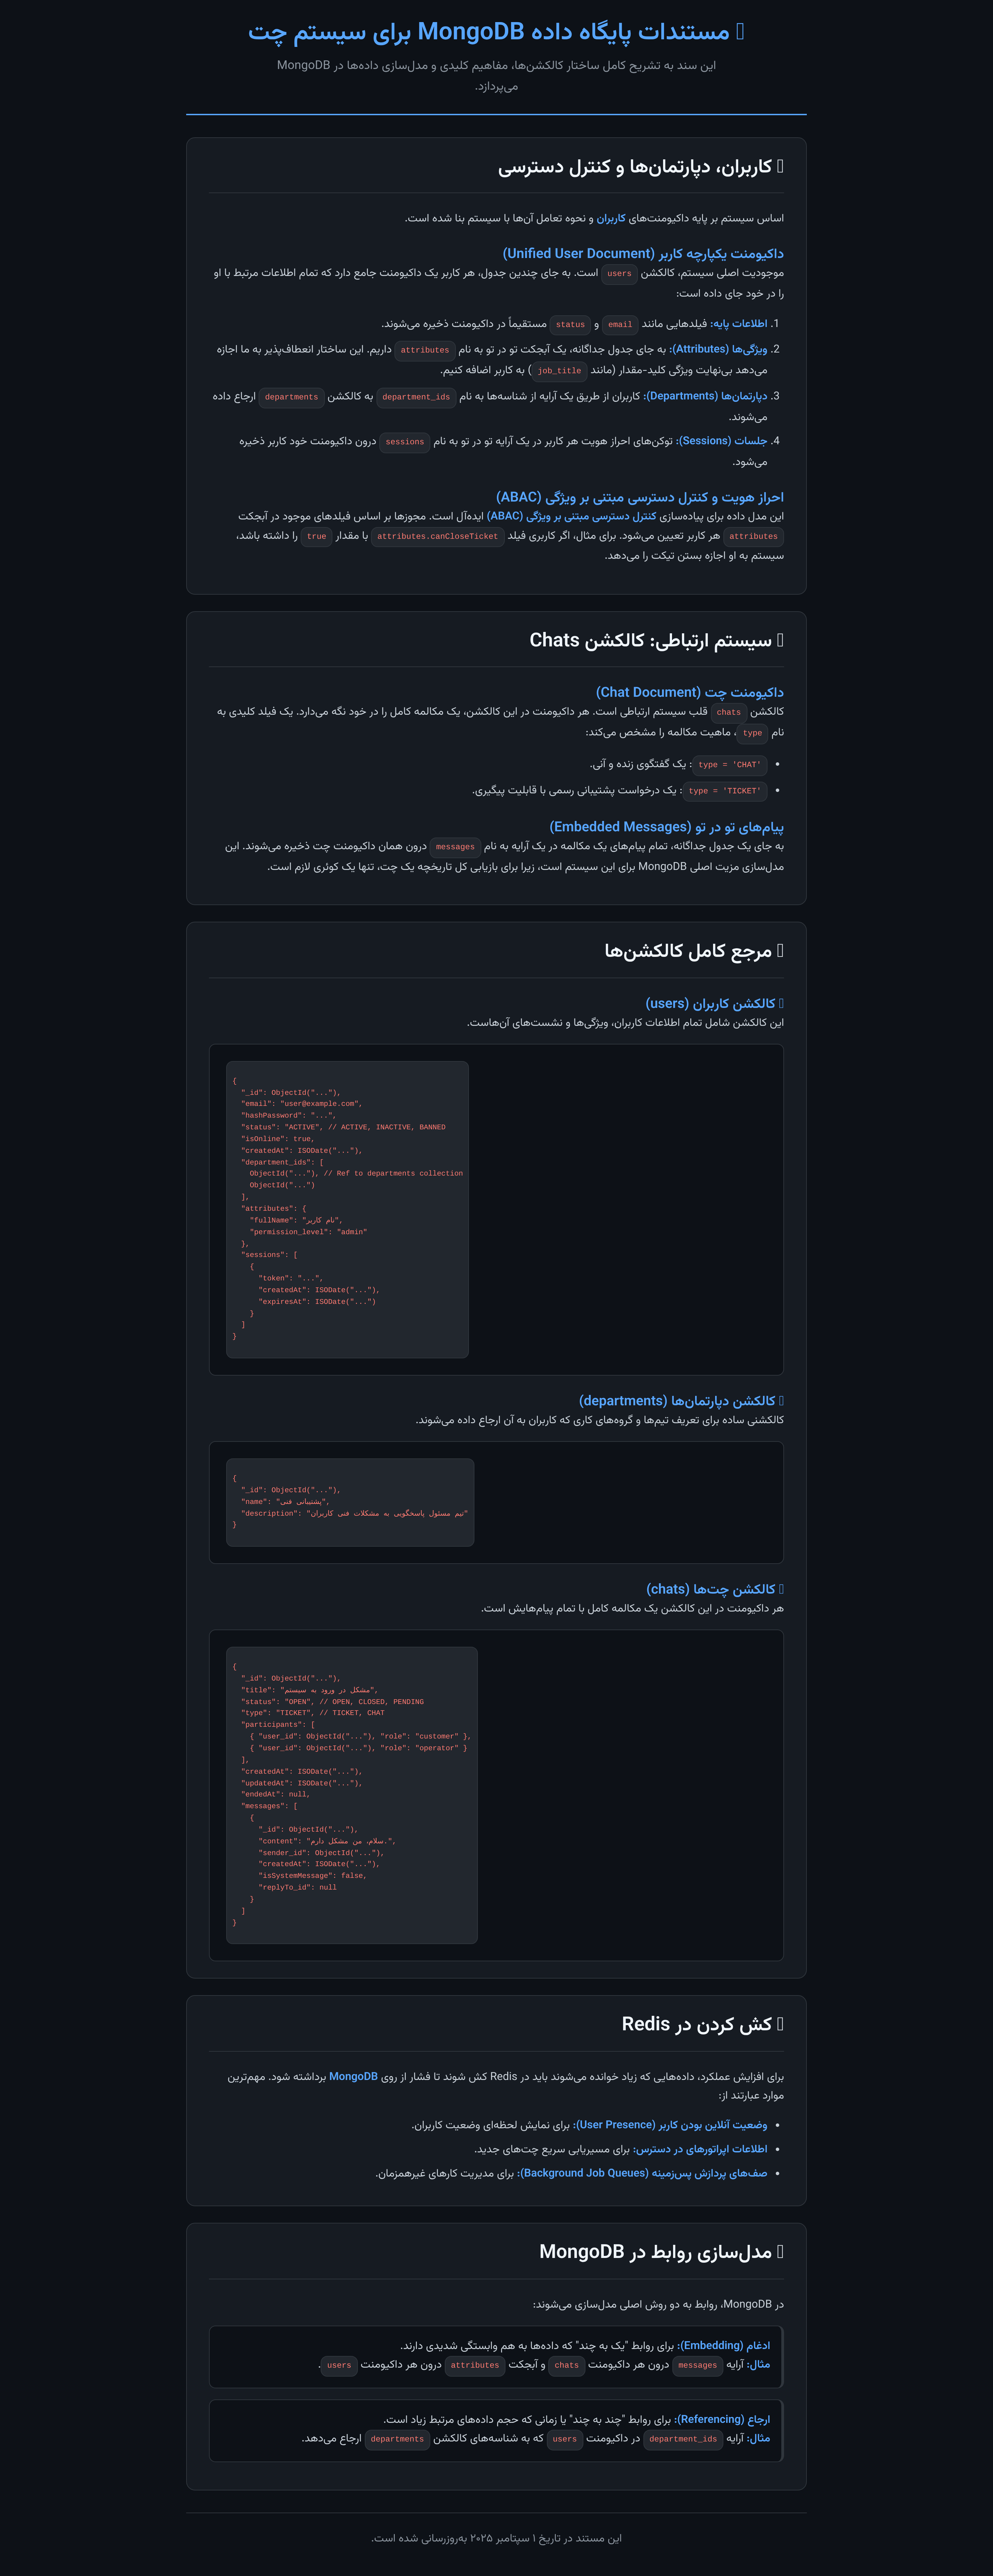 مستندات پایگاه داده MongoDB برای سیستم چت
این سند به تشریح کامل ساختار کالکشن‌ها، مفاهیم کلیدی و مدل‌سازی داده‌ها در MongoDB
می‌پردازد.
کاربران، دپارتمان‌ها و کنترل دسترسی
اساس سیستم بر پایه داکیومنت‌های کاربران و نحوه تعامل آن‌ها با سیستم بنا شده است.
داکیومنت یکپارچه کاربر (Unified User Document)
موجودیت اصلی سیستم، کالکشن users است. به جای چندین جدول، هر کاربر یک داکیومنت جامع دارد که تمام اطلاعات مرتبط با او
را در خود جای داده است:
1. اطلاعات پایه: فیلدهایی مانند email و status مستقیماً در داکیومنت ذخیره می‌شوند.
2. ویژگی‌ها (Attributes): به جای جدول جداگانه، یک آبجکت تو در تو به نام attributes داریم. این ساختار انعطاف‌پذیر به ما اجازه
می‌دهد بی‌نهایت ویژگی کلید-مقدار (مانند job_title) به کاربر اضافه کنیم.
3. دپارتمان‌ها (Departments): کاربران از طریق یک آرایه از شناسه‌ها به نام department_ids به کالکشن departments ارجاع داده
می‌شوند.
4. جلسات (Sessions): توکن‌های احراز هویت هر کاربر در یک آرایه تو در تو به نام sessions درون داکیومنت خود کاربر ذخیره
می‌شود.
احراز هویت و کنترل دسترسی مبتنی بر ویژگی (ABAC)
این مدل داده برای پیاده‌سازی کنترل دسترسی مبتنی بر ویژگی (ABAC) ایده‌آل است. مجوزها بر اساس فیلدهای موجود در آبجکت
attributes هر کاربر تعیین می‌شود. برای مثال، اگر کاربری فیلد attributes.canCloseTicket با مقدار true را داشته باشد،
سیستم به او اجازه بستن تیکت را می‌دهد.
سیستم ارتباطی: کالکشن Chats
داکیومنت چت (Chat Document)
کالکشن chats قلب سیستم ارتباطی است. هر داکیومنت در این کالکشن، یک مکالمه کامل را در خود نگه می‌دارد. یک فیلد کلیدی به
نام type، ماهیت مکالمه را مشخص می‌کند:
• type = 'CHAT': یک گفتگوی زنده و آنی.
• type = 'TICKET': یک درخواست پشتیبانی رسمی با قابلیت پیگیری.
پیام‌های تو در تو (Embedded Messages)
به جای یک جدول جداگانه، تمام پیام‌های یک مکالمه در یک آرایه به نام messages درون همان داکیومنت چت ذخیره می‌شوند. این
مدل‌سازی مزیت اصلی MongoDB برای این سیستم است، زیرا برای بازیابی کل تاریخچه یک چت، تنها یک کوئری لازم است.
مرجع کامل کالکشن‌ها
کالکشن کاربران (users)
این کالکشن شامل تمام اطلاعات کاربران، ویژگی‌ها و نشست‌های آن‌هاست.
{
"_id": ObjectId("..."),
"email": "user@example.com",
"hashPassword": "...",
"status": "ACTIVE", // ACTIVE, INACTIVE, BANNED
"isOnline": true,
"createdAt": ISODate("..."),
"department_ids": [
ObjectId("..."), // Ref to departments collection
ObjectId("...")
],
"attributes": {
"fullName": "نام کاربر",
"permission_level": "admin"
},
"sessions": [
{
"token": "...",
"createdAt": ISODate("..."),
"expiresAt": ISODate("...")
}
]
}
کالکشن دپارتمان‌ها (departments)
کالکشنی ساده برای تعریف تیم‌ها و گروه‌های کاری که کاربران به آن ارجاع داده می‌شوند.
{
"_id": ObjectId("..."),
"name": "پشتیبانی فنی",
"description": "تیم مسئول پاسخگویی به مشکلات فنی کاربران"
}
کالکشن چت‌ها (chats)
هر داکیومنت در این کالکشن یک مکالمه کامل با تمام پیام‌هایش است.
{
"_id": ObjectId("..."),
"title": "مشکل در ورود به سیستم",
"status": "OPEN", // OPEN, CLOSED, PENDING
"type": "TICKET", // TICKET, CHAT
"participants": [
{ "user_id": ObjectId("..."), "role": "customer" },
{ "user_id": ObjectId("..."), "role": "operator" }
],
"createdAt": ISODate("..."),
"updatedAt": ISODate("..."),
"endedAt": null,
"messages": [
{
"_id": ObjectId("..."),
"content": "سلام، من مشکل دارم.",
"sender_id": ObjectId("..."),
"createdAt": ISODate("..."),
"isSystemMessage": false,
"replyTo_id": null
}
]
}
کش کردن در Redis
برای افزایش عملکرد، داده‌هایی که زیاد خوانده می‌شوند باید در Redis کش شوند تا فشار از روی MongoDB برداشته شود. مهم‌ترین
موارد عبارتند از:
• وضعیت آنلاین بودن کاربر (User Presence): برای نمایش لحظه‌ای وضعیت کاربران.
• اطلاعات اپراتورهای در دسترس: برای مسیریابی سریع چت‌های جدید.
• صف‌های پردازش پس‌زمینه (Background Job Queues): برای مدیریت کارهای غیرهمزمان.
مدل‌سازی روابط در MongoDB
در MongoDB، روابط به دو روش اصلی مدل‌سازی می‌شوند:
ادغام (Embedding): برای روابط "یک به چند" که داده‌ها به هم وابستگی شدیدی دارند.
مثال: آرایه messages درون هر داکیومنت chats و آبجکت attributes درون هر داکیومنت users.
ارجاع (Referencing): برای روابط "چند به چند" یا زمانی که حجم داده‌های مرتبط زیاد است.
مثال: آرایه department_ids در داکیومنت users که به شناسه‌های کالکشن departments ارجاع می‌دهد.
این مستند در تاریخ ۱ سپتامبر ۲۰۲۵ به‌روزرسانی شده است.